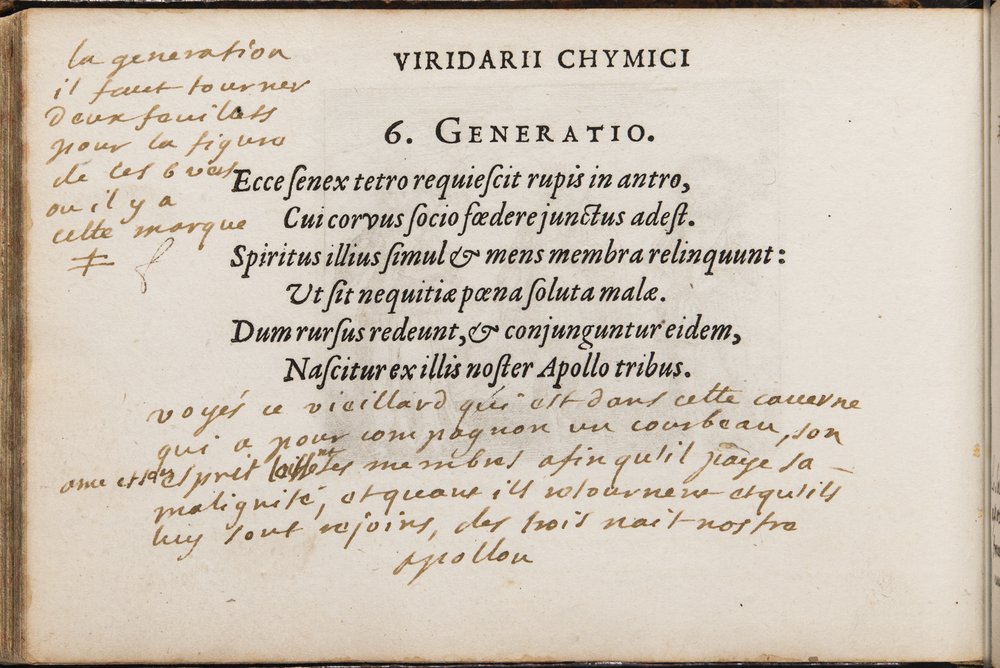 la generation
il faut tourner
deux feuillets
pour la figure
de ces 6 vers
ou il y a
cette marque
VIRIDARII CHYMICI
6. GENERATIO.
Ecce ſenex tetro requieſcit rupis in antro,
Cui corvus ſocio fœdere junctus adeſt.
Spiritus illius ſimul & mens membra relinquunt:
Ut ſit nequitiæ pœna ſoluta malæ.
Dum rurſus redeunt, & conjunguntur eidem,
Naſcitur ex illis noſter Apollo tribus.
voyés ce vieillard qui est dans cette caverne
qui a pour compagnon un courbeau, son
ame et son esprit laissent les membres afin qu'il paye sa
malignité, et quand ils retournent et qu'ils
luy sont rejoins, des trois nait nostre
apollon